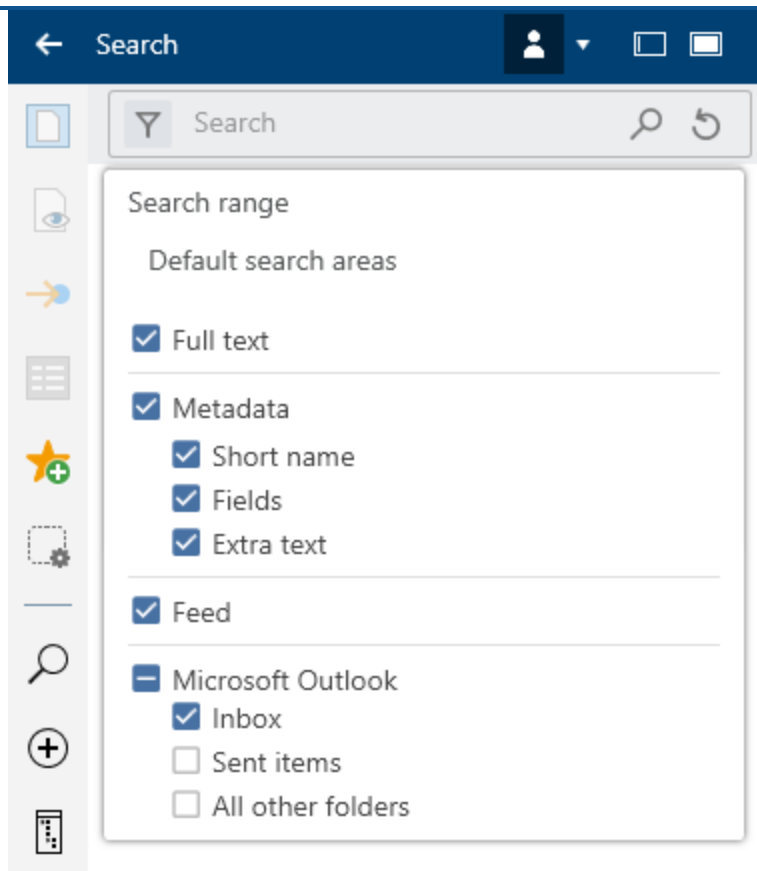 Search
Search
Search range
Default search areas
Full text
Metadata
Short name
Fields
Extra text
Feed
Microsoft Outlook
Inbox
Sent items
All other folders